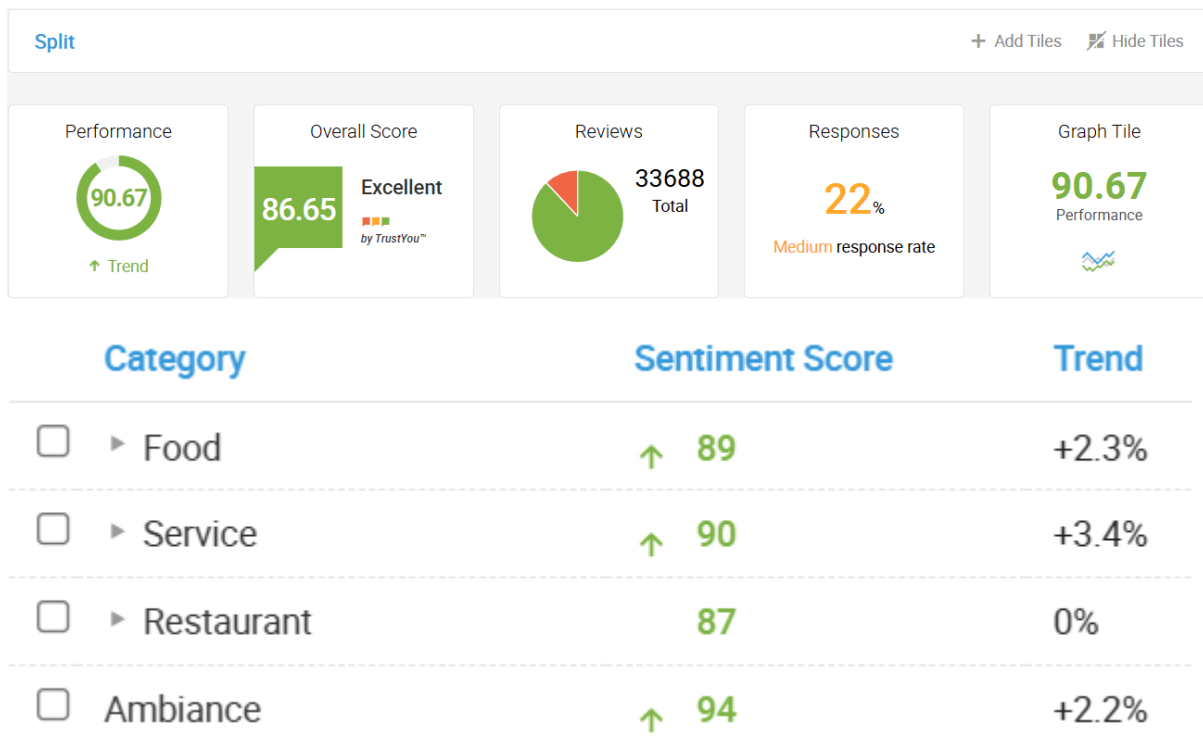 Split
+ Add Tiles
Hide Tiles
Performance
90.67
Trend
Overall Score
86.65
Excellent
by TrustYou™
Reviews
33688
Total
Responses
22%
Medium response rate
Graph Tile
90.67
Performance
Category Sentiment Score Trend
Food 89 +2.3%
Service 90 +3.4%
Restaurant 87 0%
Ambiance 94 +2.2%